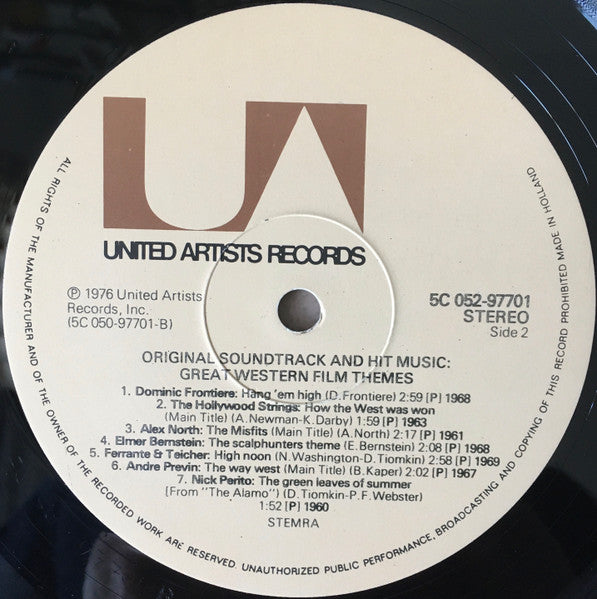 UA
UNITED ARTISTS RECORDS
℗ 1976 United Artists
Records, Inc.
(5C 050-97701-B)
5C 052-97701
STEREO
Side 2
ORIGINAL SOUNDTRACK AND HIT MUSIC:
GREAT WESTERN FILM THEMES
1. Dominic Frontiere: Hang 'em high (D. Frontiere) 2:59 [P] 1968
2. The Hollywood Strings: How the West was won
(Main Title) (A. Newman-K. Darby) 1:59 [P] 1963
3. Alex North: The Misfits (Main Title) (A. North) 2:17 [P] 1961
4. Elmer Bernstein: The scalphunters theme (E. Bernstein) 2:08 [P] 1968
5. Ferrante & Teicher: High noon (N. Washington-D. Tiomkin) 2:58 [P] 1969
6. Andre Previn: The way west (Main Title) (B. Kaper) 2:02 [P] 1967
7. Nick Perito: The green leaves of summer
[From "The Alamo"] (D. Tiomkin-P.F. Webster)
1:52 [P] 1960
STEMRA
ALL RIGHTS OF THE MANUFACTURER AND OF THE OWNER OF THE RECORDED WORK ARE RESERVED. UNAUTHORIZED PUBLIC PERFORMANCE, BROADCASTING AND COPYING OF THIS RECORD PROHIBITED MADE IN HOLLAND